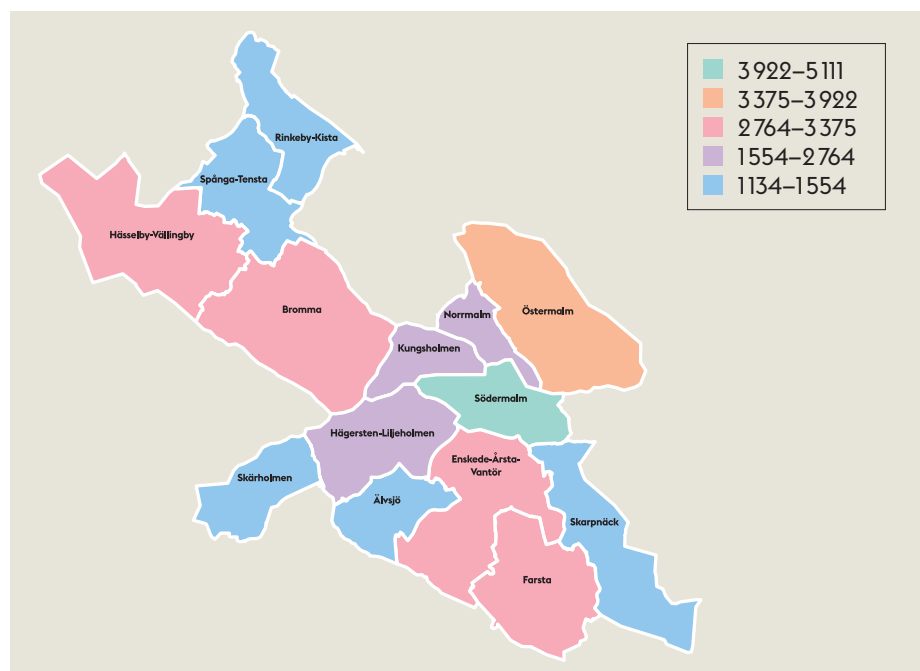 3 922–5 111
3 375–3 922
2 764–3 375
1 554–2 764
1 134–1 554
Rinkeby-Kista
Spånga-Tensta
Hässelby-Vällingby
Bromma
Norrmalm
Östermalm
Kungsholmen
Södermalm
Hägersten-Liljeholmen
Enskede-Årsta-
Vantör
Skärholmen
Älvsjö
Skarpnäck
Farsta